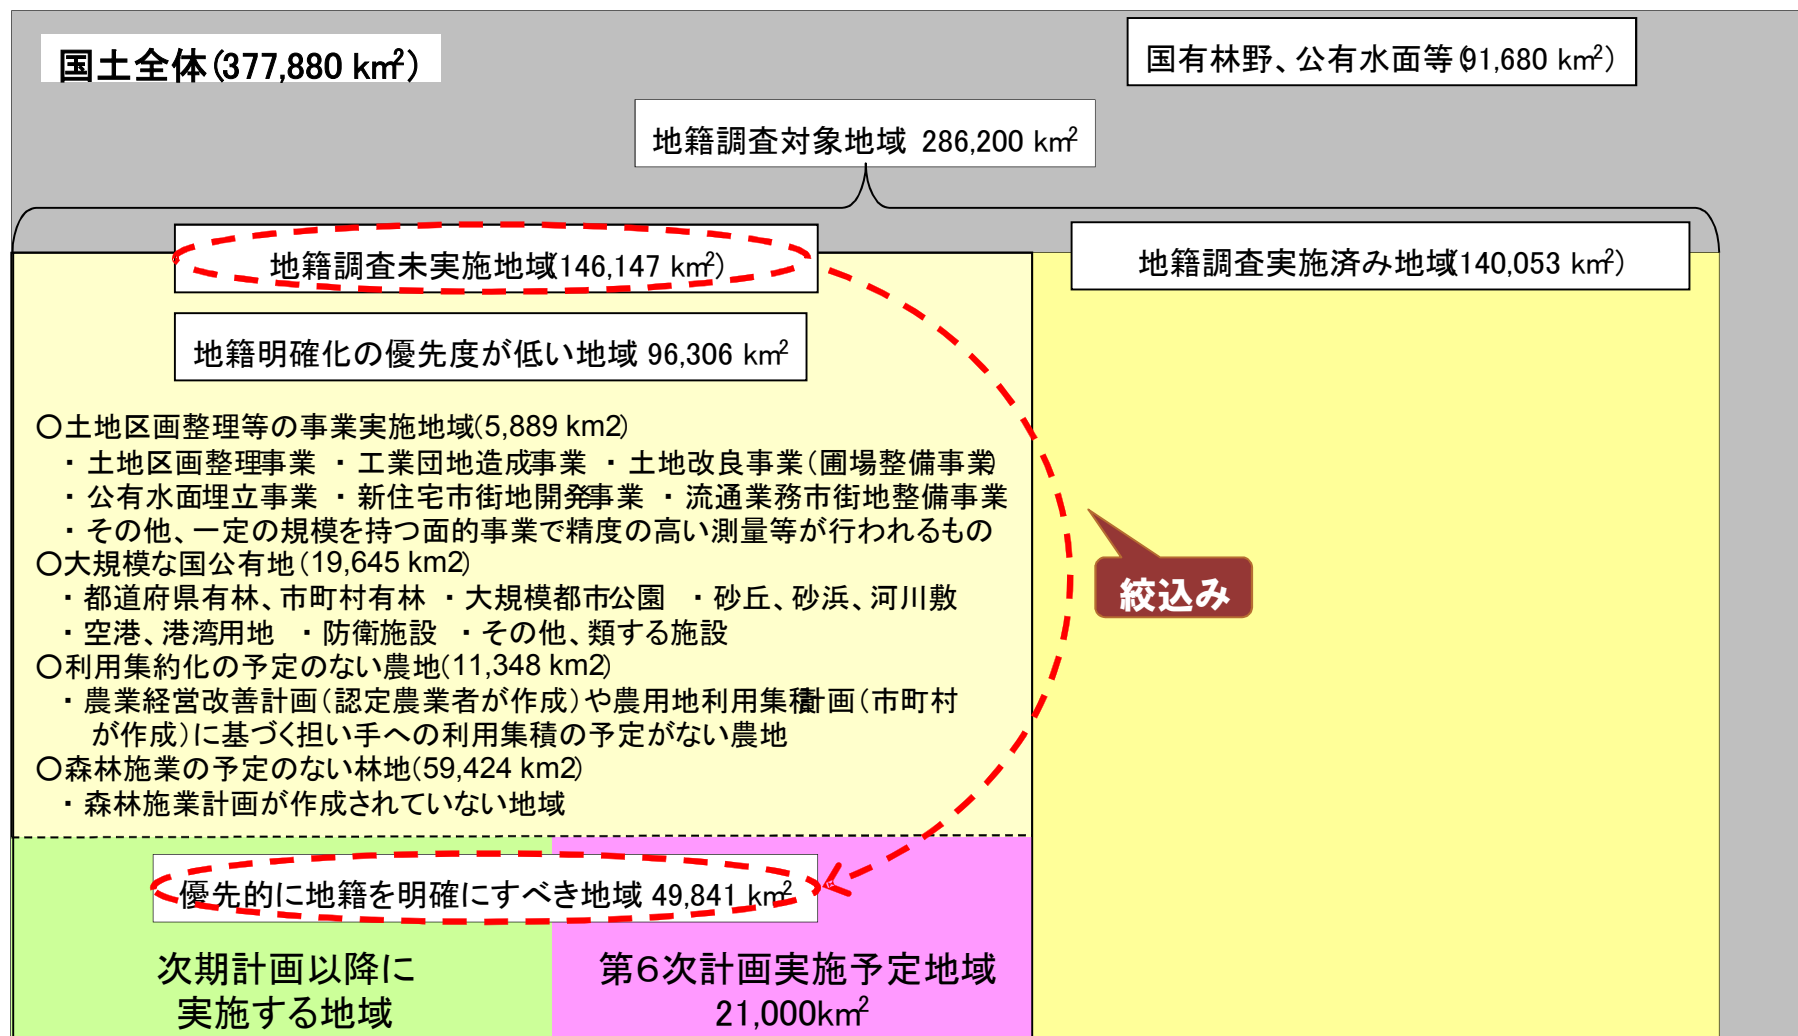 国土全体(377,880 km²)
国有林野、公有水面等(91,680 km²)
地籍調査対象地域 286,200 km²
地籍調査未実施地域(146,147 km²)
地籍調査実施済み地域(140,053 km²)
地籍明確化の優先度が低い地域 96,306 km²
〇土地区画整理等の事業実施地域(5,889 km2)
・土地区画整理事業 ・工業団地造成事業 ・土地改良事業(圃場整備事業)
・公有水面埋立事業 ・新住宅市街地開発事業 ・流通業務市街地整備事業
・その他、一定の規模を持つ面的事業で精度の高い測量等が行われるもの
〇大規模な国公有地(19,645 km2)
・都道府県有林、市町村有林 ・大規模都市公園 ・砂丘、砂浜、河川敷
・空港、港湾用地 ・防衛施設 ・その他、類する施設
〇利用集約化の予定のない農地(11,348 km2)
・農業経営改善計画(認定農業者が作成)や農用地利用集積計画(市町村
が作成)に基づく担い手への利用集積の予定がない農地
〇森林施業の予定のない林地(59,424 km2)
・森林施業計画が作成されていない地域
絞込み
優先的に地籍を明確にすべき地域 49,841 km²
次期計画以降に
実施する地域
第6次計画実施予定地域
21,000km²